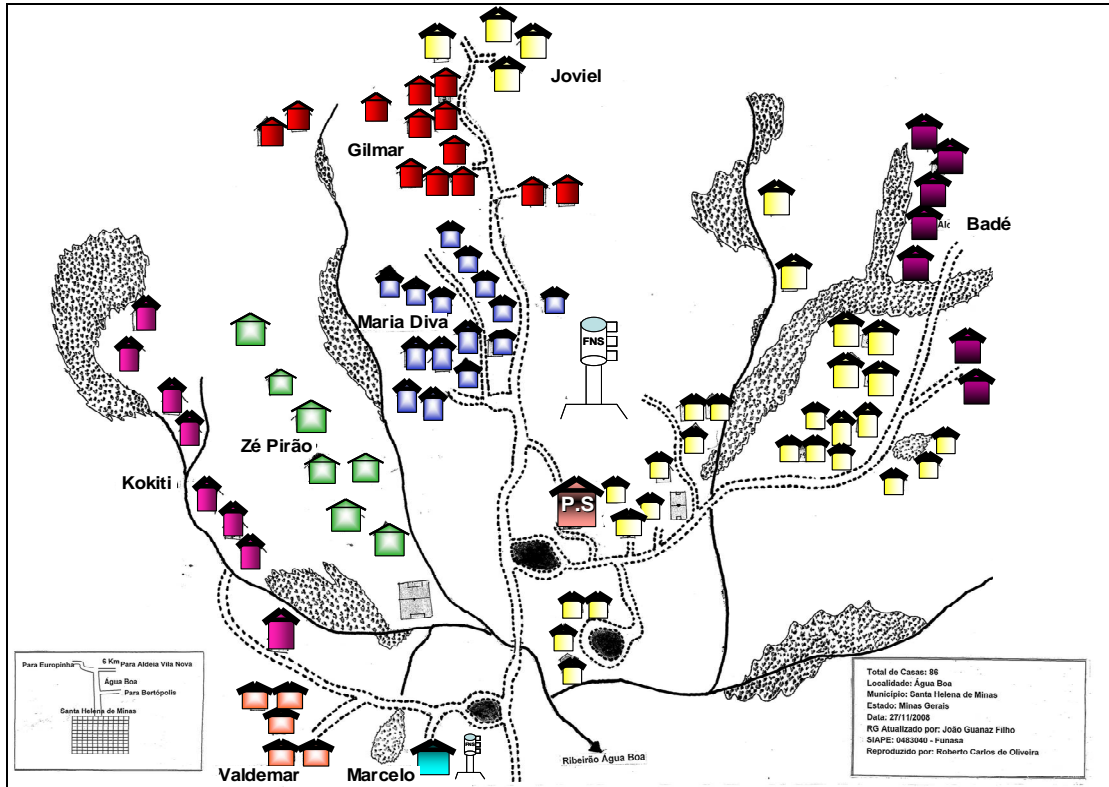 Joviel
Gilmar
Badé
Maria Diva
FNS
Zé Pirão
Kokiti
P.S
Para Europinha
6 Km
Para Aldeia Vila Nova
Água Boa
Para Bertópolis
Santa Helena de Minas
Valdemar
Marcelo
FNS
Ribeirão Água Boa
Total de Casas: 86
Localidade: Água Boa
Município: Santa Helena de Minas
Estado: Minas Gerais
Data: 27/11/2008
RG Atualizado por: João Guanaz Filho
SIAPE: 0483040 - Funasa
Reproduzido por: Roberto Carlos de Oliveira